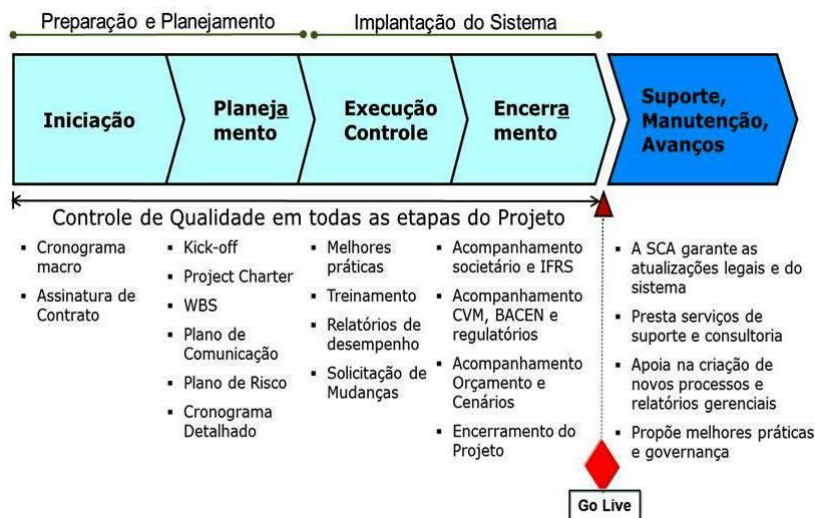 Preparação e Planejamento
Implantação do Sistema
Iniciação
Planeja
mento
Execução
Controle
Encerra
mento
Suporte,
Manutenção,
Avanços
Controle de Qualidade em todas as etapas do Projeto
▪ Cronograma
macro
▪ Assinatura de
Contrato
▪ Kick-off
▪ Project Charter
▪ WBS
▪ Plano de
Comunicação
▪ Plano de Risco
▪ Cronograma
Detalhado
▪ Melhores
práticas
▪ Treinamento
▪ Relatórios de
desempenho
▪ Solicitação de
Mudanças
▪ Acompanhamento
societário e IFRS
▪ Acompanhamento
CVM, BACEN e
regulatórios
▪ Acompanhamento
Orçamento e
Cenários
▪ Encerramento do
Projeto
▪ A SCA garante as
atualizações legais e do
sistema
▪ Presta serviços de
suporte e consultoria
▪ Apoia na criação de
novos processos e
relatórios gerenciais
▪ Propõe melhores práticas
e governança
Go Live